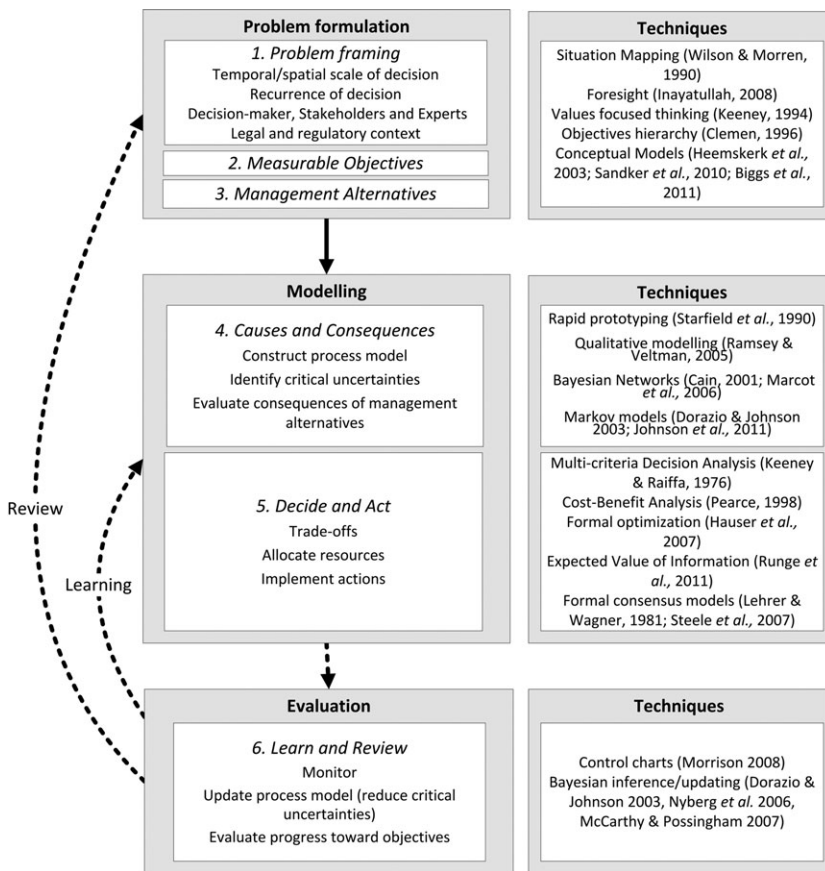 Problem formulation
1. Problem framing
Temporal/spatial scale of decision
Recurrence of decision
Decision-maker, Stakeholders and Experts
Legal and regulatory context
2. Measurable Objectives
3. Management Alternatives
Techniques
Situation Mapping (Wilson & Morren,
1990)
Foresight (Inayatullah, 2008)
Values focused thinking (Keeney, 1994)
Objectives hierarchy (Clemen, 1996)
Conceptual Models (Heemskerk et al.,
2003; Sandker et al., 2010; Biggs et al.,
2011)
Modelling
4. Causes and Consequences
Construct process model
Identify critical uncertainties
Evaluate consequences of management
alternatives
5. Decide and Act
Trade-offs
Allocate resources
Implement actions
Techniques
Rapid prototyping (Starfield et al., 1990)
Qualitative modelling (Ramsey &
Veltman, 2005)
Bayesian Networks (Cain, 2001; Marcot
et al., 2006)
Markov models (Dorazio & Johnson
2003; Johnson et al., 2011)
Multi-criteria Decision Analysis (Keeney
& Raiffa, 1976)
Cost-Benefit Analysis (Pearce, 1998)
Formal optimization (Hauser et al.,
2007)
Expected Value of Information (Runge et
al., 2011)
Formal consensus models (Lehrer &
Wagner, 1981; Steele et al., 2007)
Review
Learning
Evaluation
6. Learn and Review
Monitor
Update process model (reduce critical
uncertainties)
Evaluate progress toward objectives
Techniques
Control charts (Morrison 2008)
Bayesian inference/updating (Dorazio &
Johnson 2003, Nyberg et al. 2006,
McCarthy & Possingham 2007)